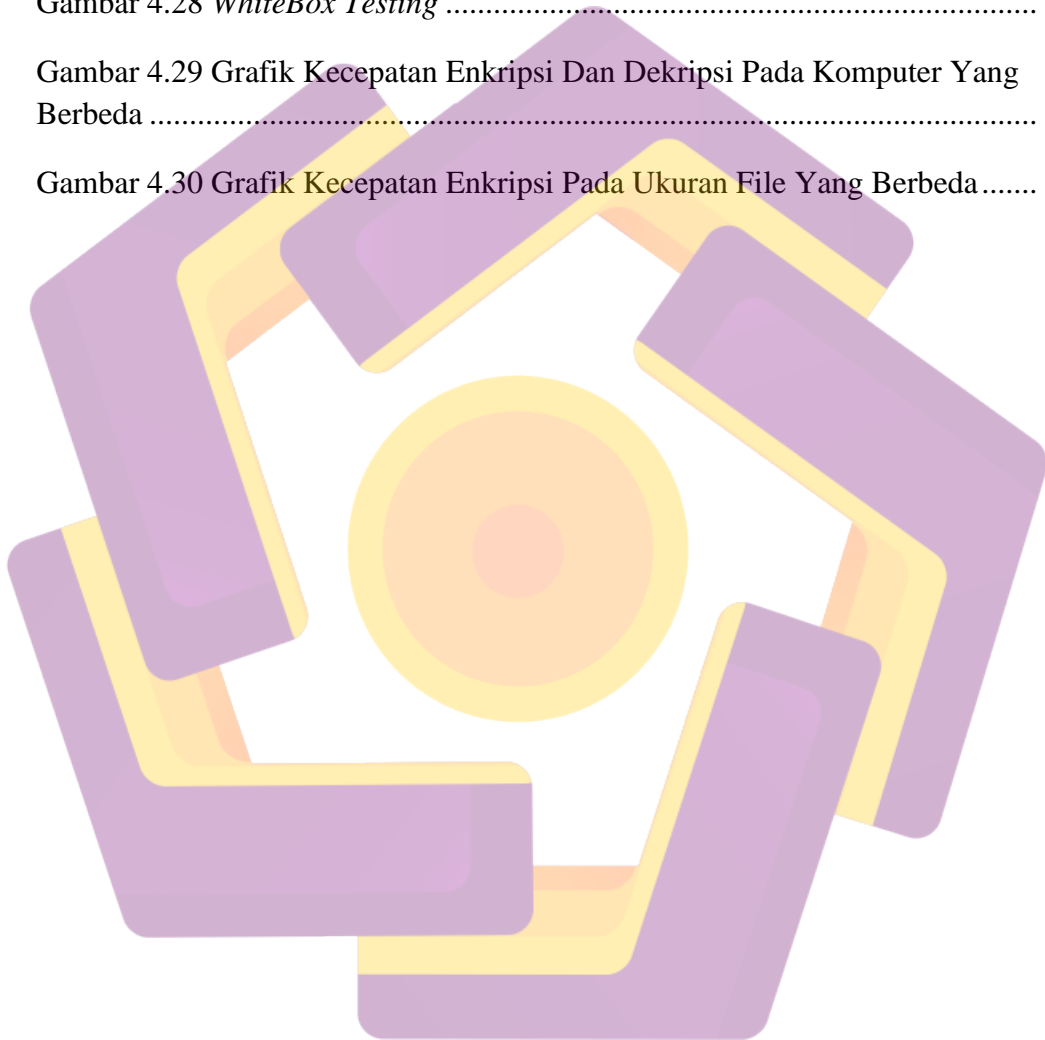 Gambar 4.28 WhiteBox Testing ..........................................................................
Gambar 4.29 Grafik Kecepatan Enkripsi Dan Dekripsi Pada Komputer Yang
Berbeda ...............................................................................................................
Gambar 4.30 Grafik Kecepatan Enkripsi Pada Ukuran File Yang Berbeda.......